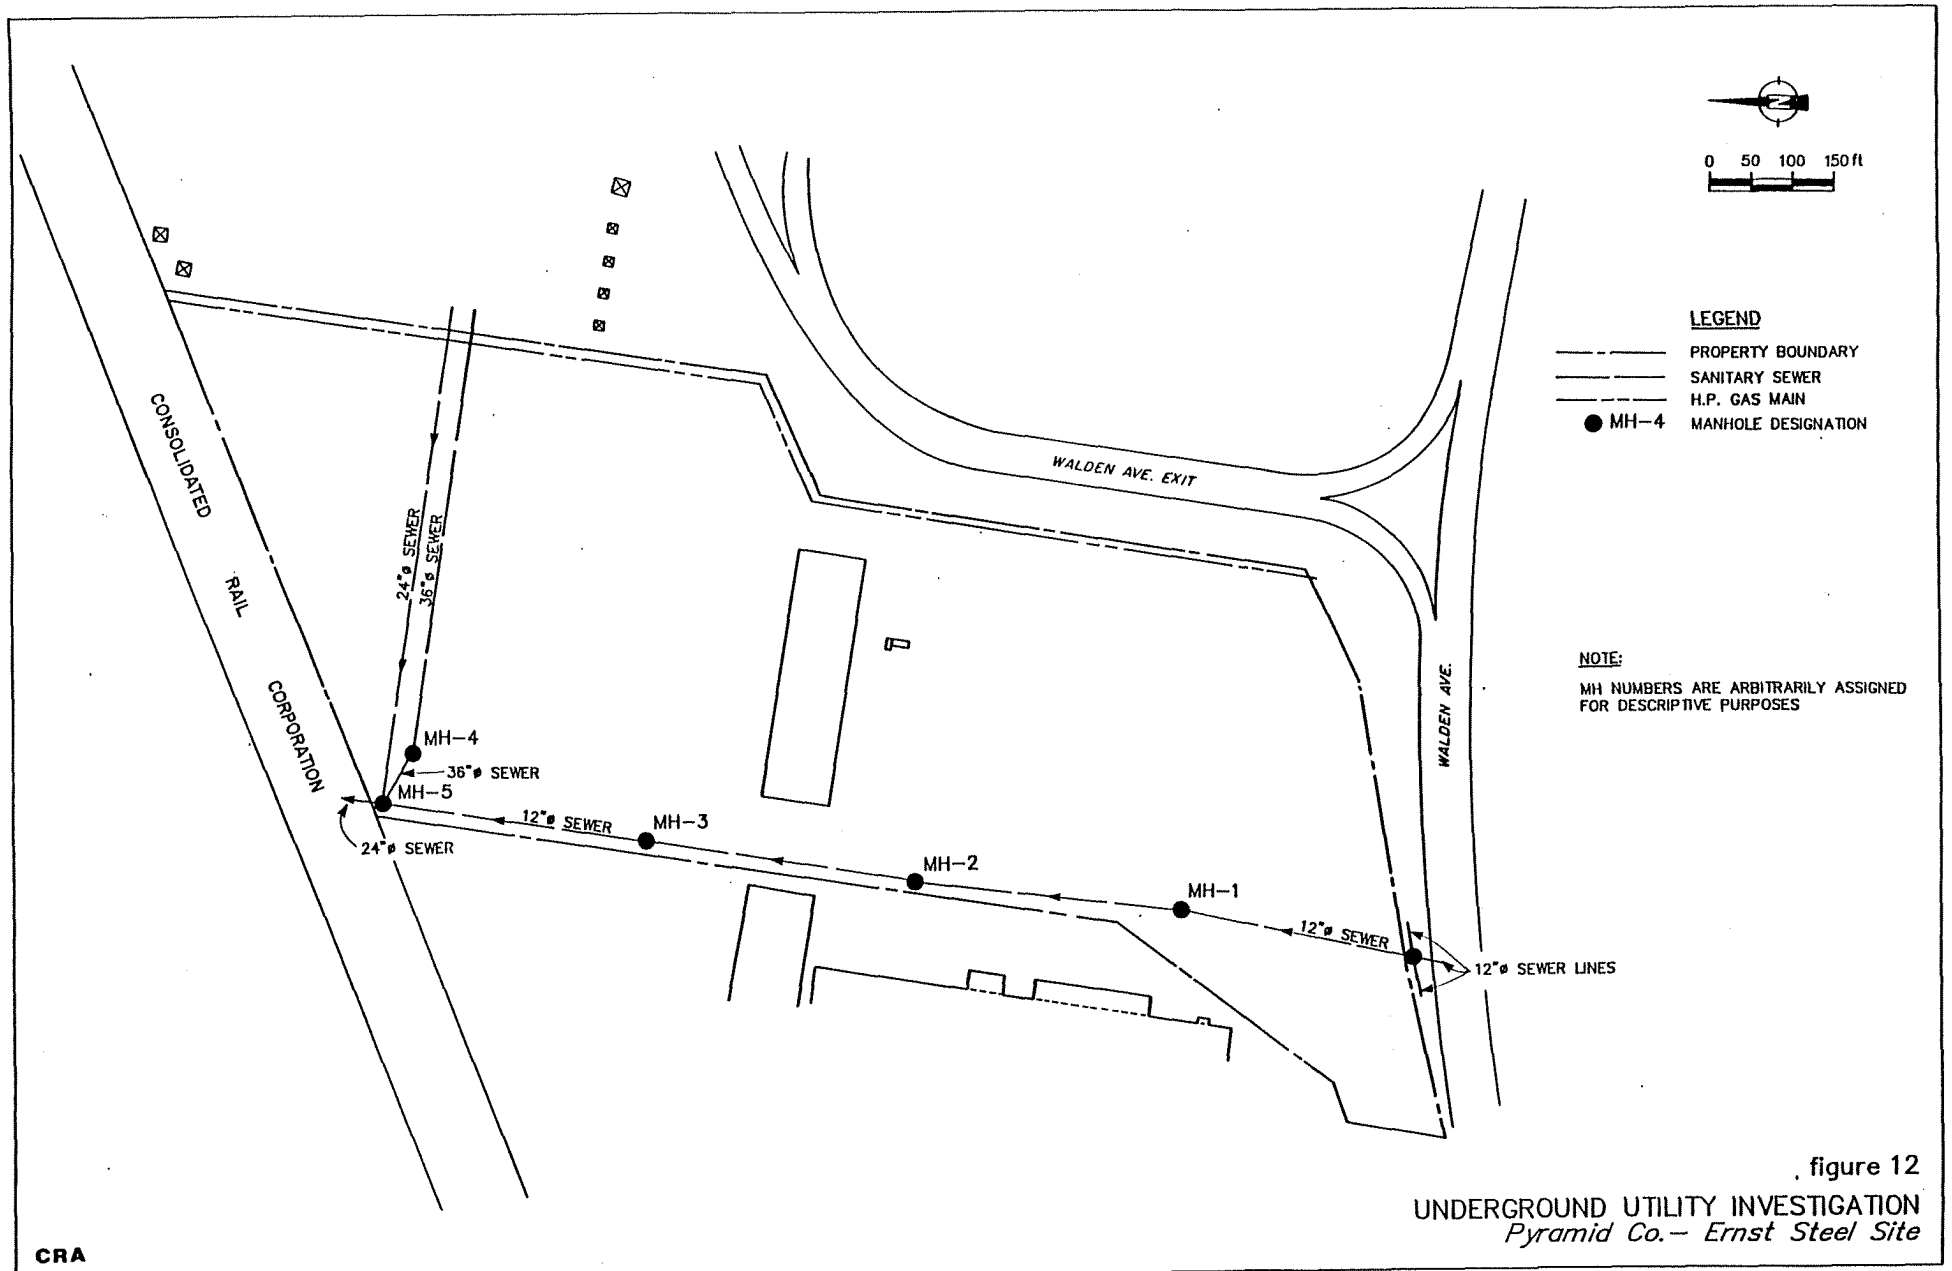 N
0 50 100 150 ft
LEGEND
PROPERTY BOUNDARY
SANITARY SEWER
H.P. GAS MAIN
MH-4 MANHOLE DESIGNATION
CONSOLIDATED
RAIL
CORPORATION
WALDEN AVE. EXIT
24"ø SEWER
36"ø SEWER
WALDEN AVE.
NOTE:
MH NUMBERS ARE ARBITRARILY ASSIGNED
FOR DESCRIPTIVE PURPOSES
MH-4
36"ø SEWER
MH-5
12"ø SEWER
MH-3
24"ø SEWER
MH-2
MH-1
12"ø SEWER
12"ø SEWER LINES
figure 12
UNDERGROUND UTILITY INVESTIGATION
Pyramid Co.- Ernst Steel Site
CRA